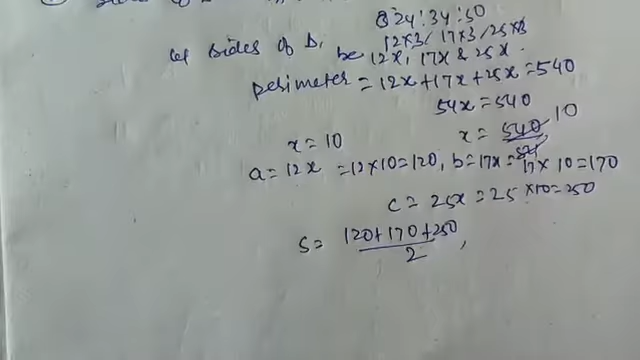 24:34:50
12×3, 17×3, 25×3
let sides of Δ.
be 12x, 17x & 25x.
perimeter = 12x+17x+25x = 540
54x = 540
x = 540 10
54
x = 10
a = 12x = 12×10 = 120, b = 17x = 17×10 = 170
c = 25x = 25×10 = 250
S = 120+170+250
2 ,